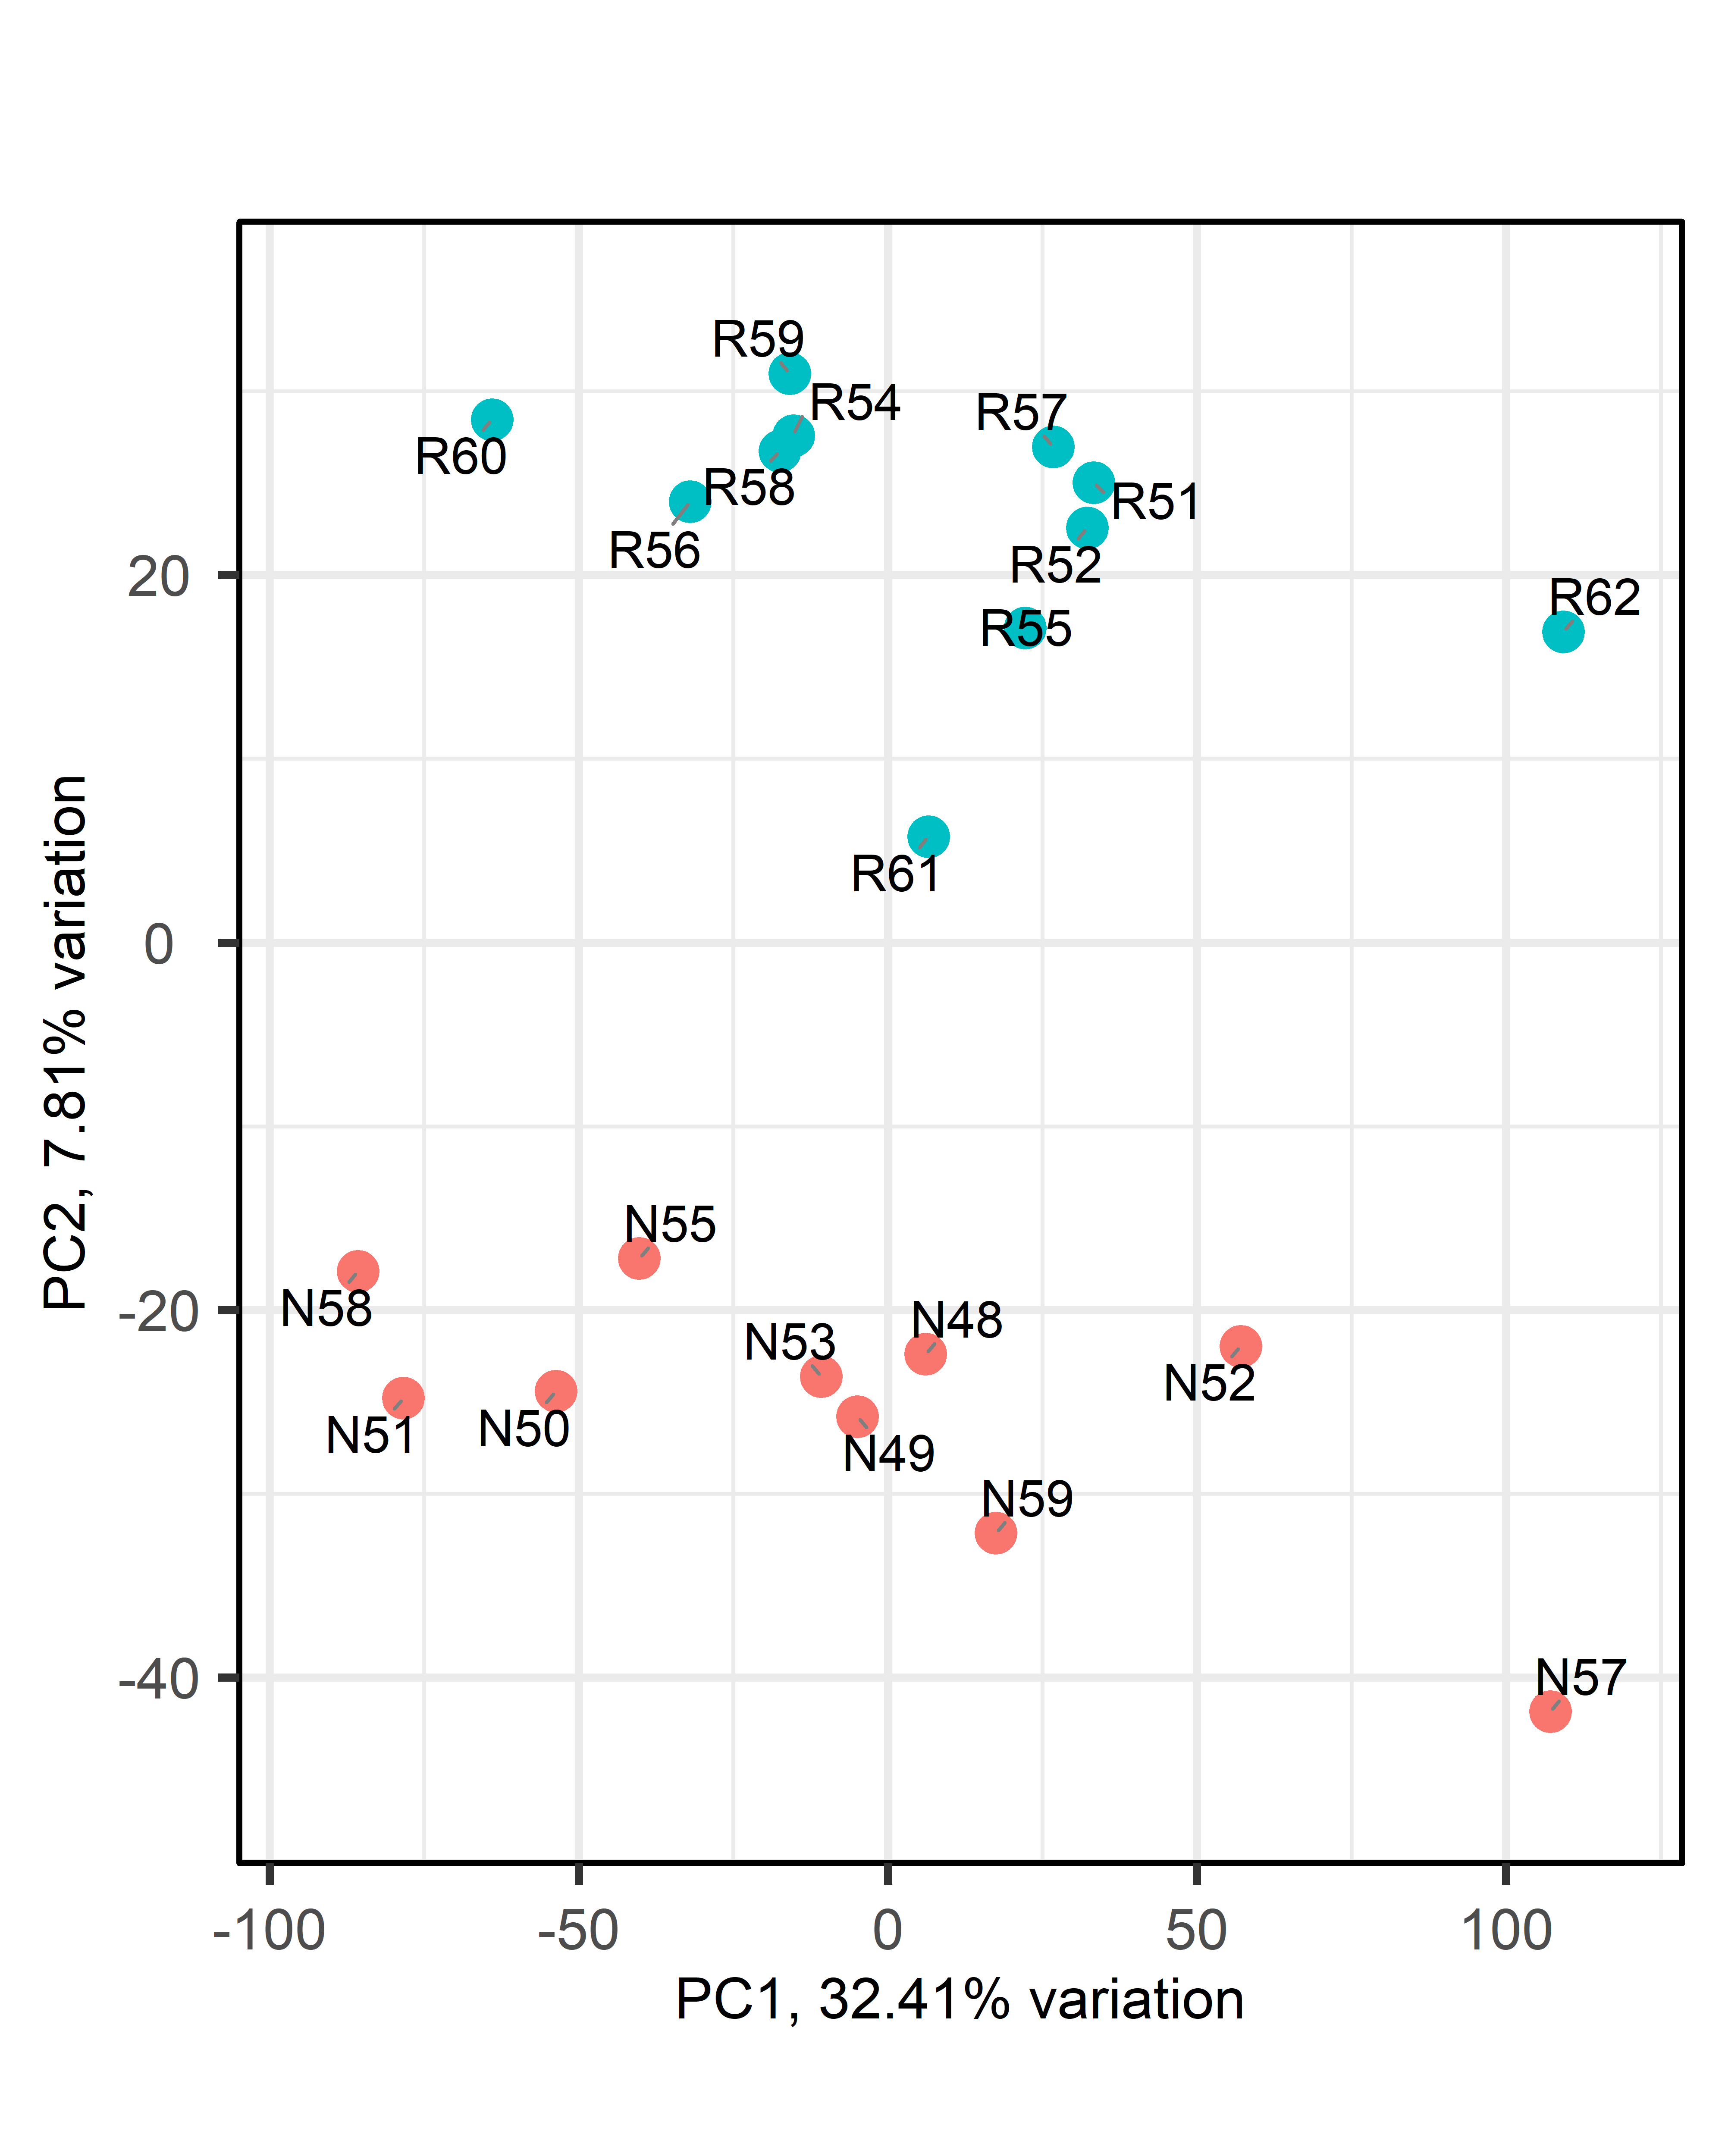 R59
R54
R57
R60
R58
R51
R56
R52
20
R62
R55
R61
0
PC2, 7.81% variation
N55
N58
-20
N48
N53
N52
N51
N50
N49
N59
-40
N57
-100
-50
0
50
100
PC1, 32.41% variation